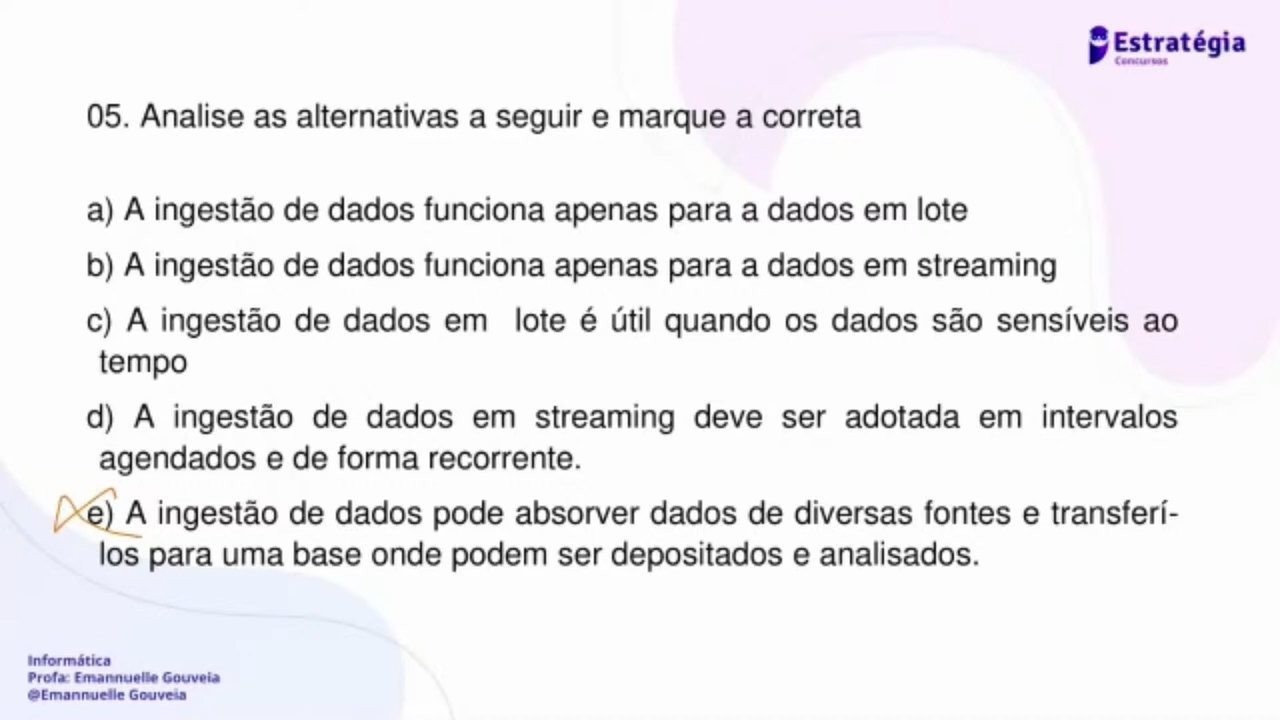 Estratégia
Concursos
05. Analise as alternativas a seguir e marque a correta
a) A ingestão de dados funciona apenas para a dados em lote
b) A ingestão de dados funciona apenas para a dados em streaming
c) A ingestão de dados em lote é útil quando os dados são sensíveis ao
tempo
d) A ingestão de dados em streaming deve ser adotada em intervalos
agendados e de forma recorrente.
e) A ingestão de dados pode absorver dados de diversas fontes e transferí-
los para uma base onde podem ser depositados e analisados.
Informática
Profa: Emannuelle Gouveia
@Emannuelle Gouveia